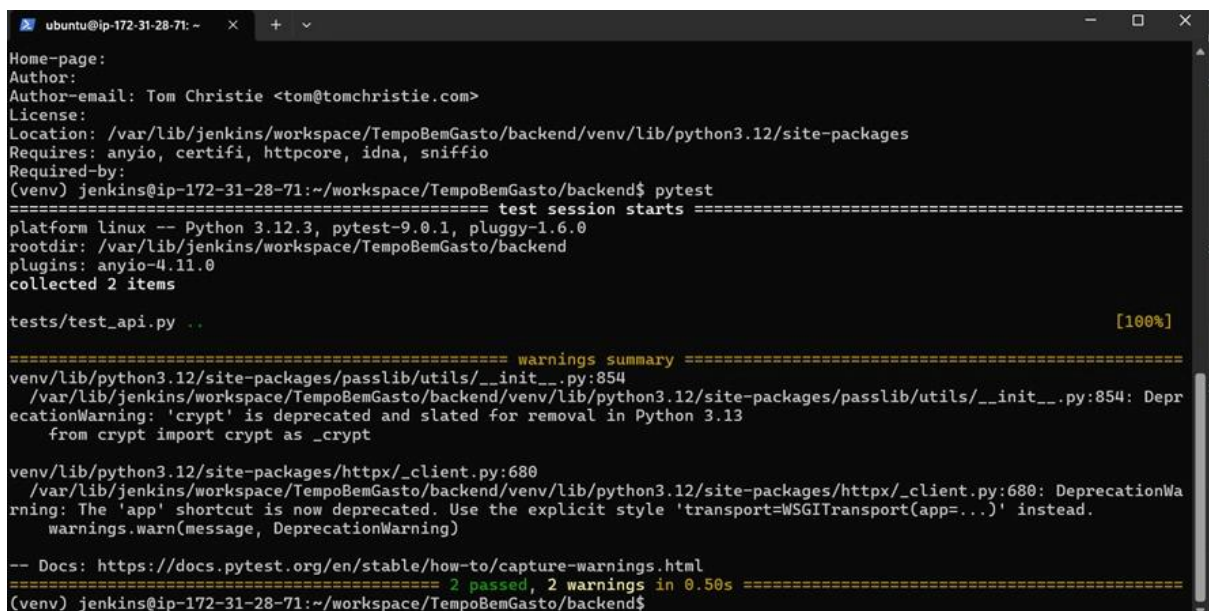 ubuntu@ip-172-31-28-71: ~
Home-page:
Author:
Author-email: Tom Christie <tom@tomchristie.com>
License:
Location: /var/lib/jenkins/workspace/TempoBemGasto/backend/venv/lib/python3.12/site-packages
Requires: anyio, certifi, httpcore, idna, sniffio
Required-by:
(venv) jenkins@ip-172-31-28-71:~/workspace/TempoBemGasto/backend$ pytest
================================================= test session starts ==================================================
platform linux -- Python 3.12.3, pytest-9.0.1, pluggy-1.6.0
rootdir: /var/lib/jenkins/workspace/TempoBemGasto/backend
plugins: anyio-4.11.0
collected 2 items
tests/test_api.py .. [100%]
=================================================== warnings summary ===================================================
venv/lib/python3.12/site-packages/passlib/utils/__init__.py:854
/var/lib/jenkins/workspace/TempoBemGasto/backend/venv/lib/python3.12/site-packages/passlib/utils/__init__.py:854: Depr
ecationWarning: 'crypt' is deprecated and slated for removal in Python 3.13
from crypt import crypt as _crypt
venv/lib/python3.12/site-packages/httpx/_client.py:680
/var/lib/jenkins/workspace/TempoBemGasto/backend/venv/lib/python3.12/site-packages/httpx/_client.py:680: DeprecationWa
rning: The 'app' shortcut is now deprecated. Use the explicit style 'transport=WSGITransport(app=...)' instead.
warnings.warn(message, DeprecationWarning)
-- Docs: https://docs.pytest.org/en/stable/how-to/capture-warnings.html
============================================ 2 passed, 2 warnings in 0.50s =============================================
(venv) jenkins@ip-172-31-28-71:~/workspace/TempoBemGasto/backend$